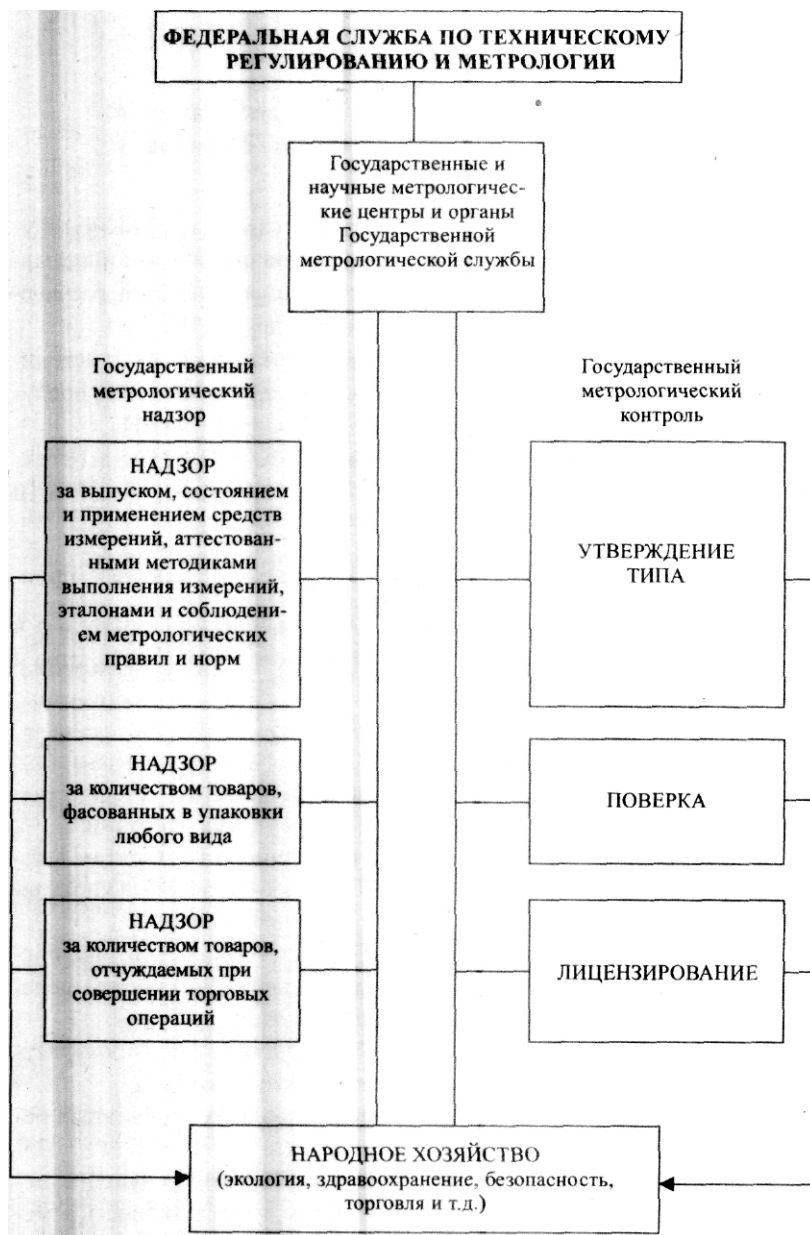 ФЕДЕРАЛЬНАЯ СЛУЖБА ПО ТЕХНИЧЕСКОМУ
РЕГУЛИРОВАНИЮ И МЕТРОЛОГИИ
Государственные и
научные метрологичес-
кие центры и органы
Государственной
метрологической службы
Государственный
метрологический
надзор
НАДЗОР
за выпуском, состоянием
и применением средств
измерений, аттестован-
ными методиками
выполнения измерений,
эталонами и соблюдени-
ем метрологических
правил и норм
НАДЗОР
за количеством товаров,
фасованных в упаковки
любого вида
НАДЗОР
за количеством товаров,
отчуждаемых при
совершении торговых
операций
Государственный
метрологический
контроль
УТВЕРЖДЕНИЕ
ТИПА
ПОВЕРКА
ЛИЦЕНЗИРОВАНИЕ
НАРОДНОЕ ХОЗЯЙСТВО
(экология, здравоохранение, безопасность,
торговля и т.д.)